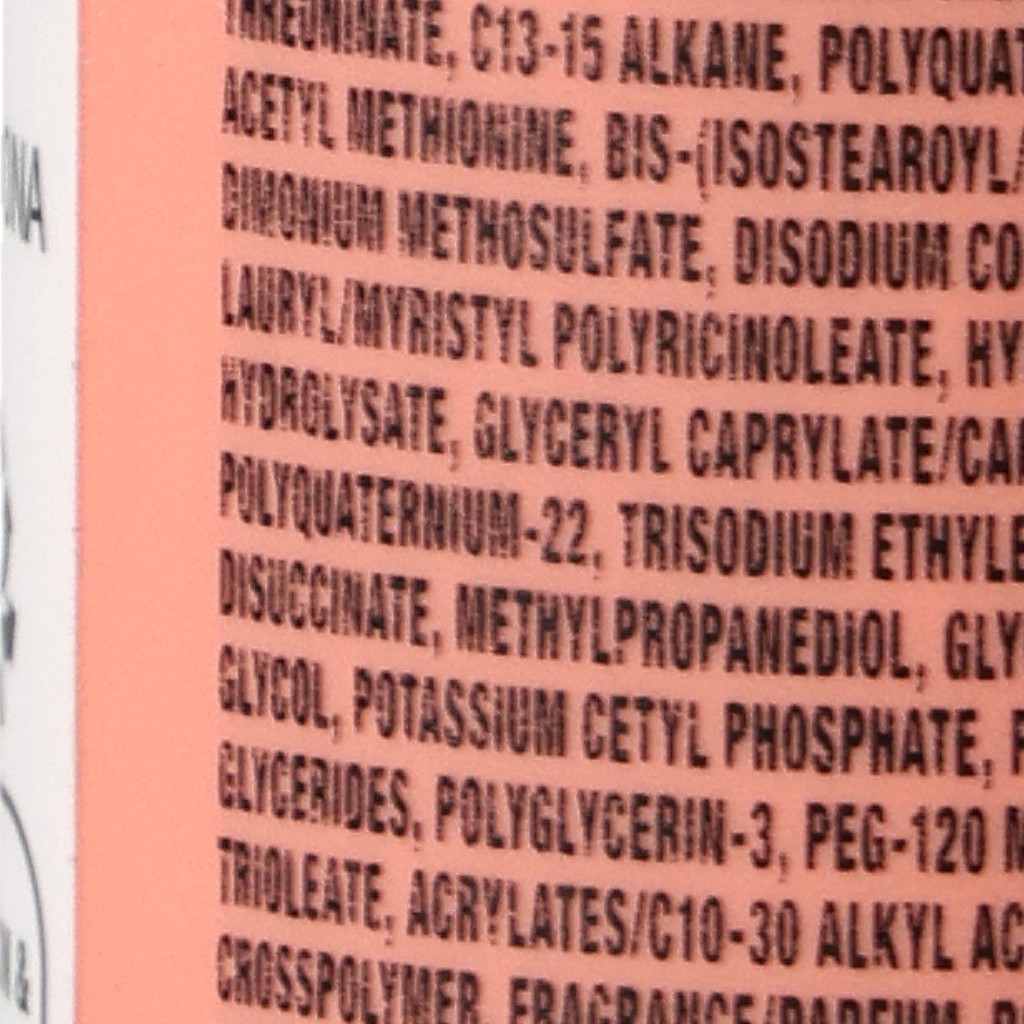 THREONINATE, C13-15 ALKANE, POLYQUAT
ACETYL METHIONINE, BIS-(ISOSTEAROYL/
DIMONIUM METHOSULFATE, DISODIUM CO
LAURYL/MYRISTYL POLYRICINOLEATE, HY
HYDROLYSATE, GLYCERYL CAPRYLATE/CA
POLYQUATERNIUM-22, TRISODIUM ETHYLE
DISUCCINATE, METHYLPROPANEDIOL, GLY
GLYCOL, POTASSIUM CETYL PHOSPHATE,
GLYCERIDES, POLYGLYCERIN-3, PEG-120
TRIOLEATE, ACRYLATES/C10-30 ALKYL AC
CROSSPOLYMER, FRAGRANCE/PARFUM,